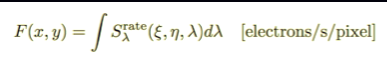 F(x, y) = ∫ S_λ^rate(ξ, η, λ)dλ [electrons/s/pixel]